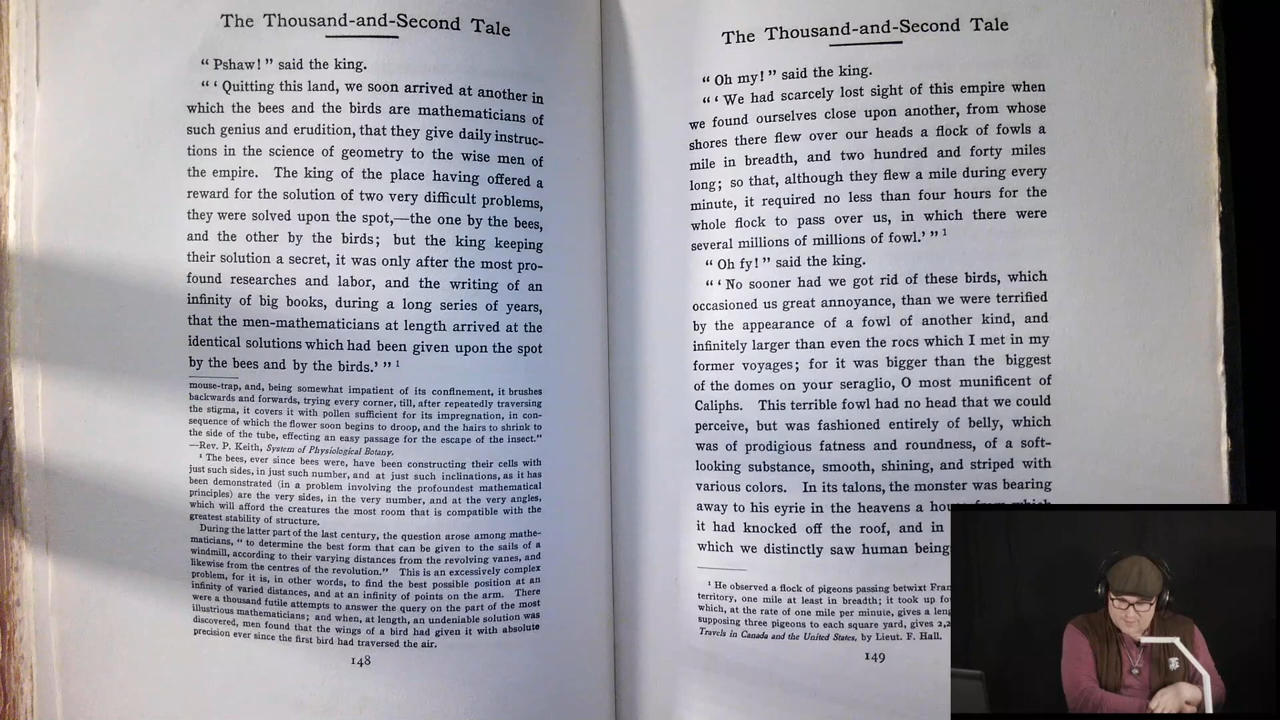 The Thousand-and-Second Tale
“ Pshaw! ” said the king.
“ ‘ Quitting this land, we soon arrived at another in
which the bees and the birds are mathematicians of
such genius and erudition, that they give daily instruc-
tions in the science of geometry to the wise men of
the empire. The king of the place having offered a
reward for the solution of two very difficult problems,
they were solved upon the spot,—the one by the bees,
and the other by the birds; but the king keeping
their solution a secret, it was only after the most pro-
found researches and labor, and the writing of an
infinity of big books, during a long series of years,
that the men-mathematicians at length arrived at the
identical solutions which had been given upon the spot
by the bees and by the birds.’ ” ¹
mouse-trap, and, being somewhat impatient of its confinement, it brushes
backwards and forwards, trying every corner, till, after repeatedly traversing
the stigma, it covers it with pollen sufficient for its impregnation, in con-
sequence of which the flower soon begins to droop, and the hairs to shrink to
the side of the tube, effecting an easy passage for the escape of the insect.”
—Rev. P. Keith, System of Physiological Botany.
¹ The bees, ever since bees were, have been constructing their cells with
just such sides, in just such number, and at just such inclinations, as it has
been demonstrated (in a problem involving the profoundest mathematical
principles) are the very sides, in the very number, and at the very angles,
which will afford the creatures the most room that is compatible with the
greatest stability of structure.
During the latter part of the last century, the question arose among mathe-
maticians, “ to determine the best form that can be given to the sails of a
windmill, according to their varying distances from the revolving vanes, and
likewise from the centres of the revolution.” This is an excessively complex
problem, for it is, in other words, to find the best possible position at an
infinity of varied distances, and at an infinity of points on the arm. There
were a thousand futile attempts to answer the query on the part of the most
illustrious mathematicians; and when, at length, an undeniable solution was
discovered, men found that the wings of a bird had given it with absolute
precision ever since the first bird had traversed the air.
148
The Thousand-and-Second Tale
“ Oh my! ” said the king.
“ ‘ We had scarcely lost sight of this empire when
we found ourselves close upon another, from whose
shores there flew over our heads a flock of fowls a
mile in breadth, and two hundred and forty miles
long; so that, although they flew a mile during every
minute, it required no less than four hours for the
whole flock to pass over us, in which there were
several millions of millions of fowl.’ ” ¹
“ Oh fy! ” said the king.
“ ‘ No sooner had we got rid of these birds, which
occasioned us great annoyance, than we were terrified
by the appearance of a fowl of another kind, and
infinitely larger than even the rocs which I met in my
former voyages; for it was bigger than the biggest
of the domes on your seraglio, O most munificent of
Caliphs. This terrible fowl had no head that we could
perceive, but was fashioned entirely of belly, which
was of prodigious fatness and roundness, of a soft-
looking substance, smooth, shining, and striped with
various colors. In its talons, the monster was bearing
away to his eyrie in the heavens a house from which
it had knocked off the roof, and in
which we distinctly saw human being
¹ He observed a flock of pigeons passing betwixt
territory, one mile at least in breadth; it took up
which, at the rate of one mile per minute, gives a
supposing three pigeons to each square yard, gives
Travels in Canada and the United States, by Lieut. F. Hall.
149